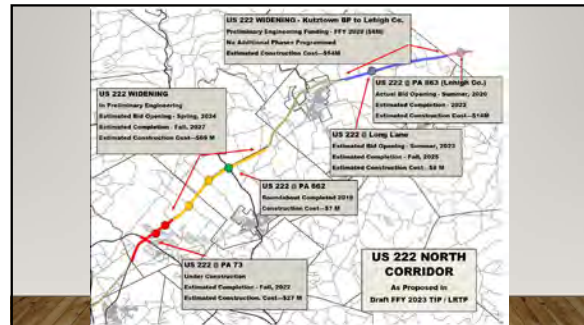 US 222 WIDENING - Kutztown BP to Lehigh Co.
Preliminary Engineering Funding - FFY 2029 ($6M)
No Additional Phases Programmed
Estimated Construction Cost---$54M
US 222 @ PA 863 (Lehigh Co.)
Actual Bid Opening - Summer, 2020
Estimated Completion - 2022
Estimated Construction Cost---$14M
US 222 WIDENING
In Preliminary Engineering
Estimated Bid Opening - Spring, 2024
Estimated Completion - Fall, 2027
Estimated Construction Cost---$66 M
US 222 @ Long Lane
Estimated Bid Opening - Summer, 2023
Estimated Completion - Fall, 2025
Estimated Construction Cost---$8 M
US 222 @ PA 662
Roundabout Completed 2019
Construction Cost---$7 M
US 222 @ PA 73
Under Construction
Estimated Completion - Fall, 2022
Estimated Construction. Cost---$27 M
US 222 NORTH
CORRIDOR
As Proposed in
Draft FFY 2023 TIP / LRTP